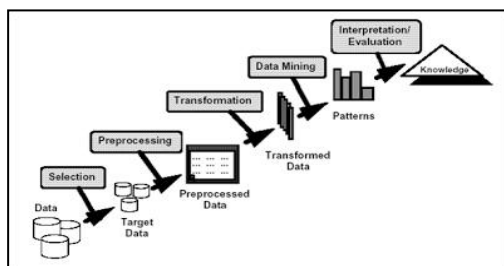 Interpretation/
Evaluation
Data Mining
Knowledge
Transformation
Patterns
Preprocessing
Transformed
Data
Selection
Preprocessed
Data
Data
Target
Data